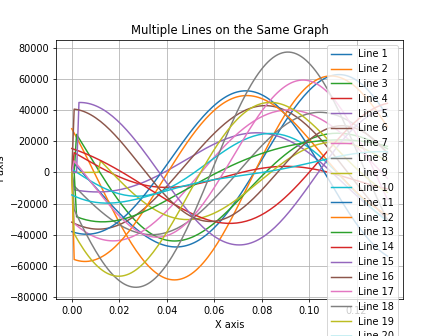 Multiple Lines on the Same Graph
80000
60000
40000
20000
0
−20000
−40000
−60000
−80000
0.00
0.02
0.04
0.06
0.08
0.10
X axis
Line 1
Line 2
Line 3
Line 4
Line 5
Line 6
Line 7
Line 8
Line 9
Line 10
Line 11
Line 12
Line 13
Line 14
Line 15
Line 16
Line 17
Line 18
Line 19
Line 20